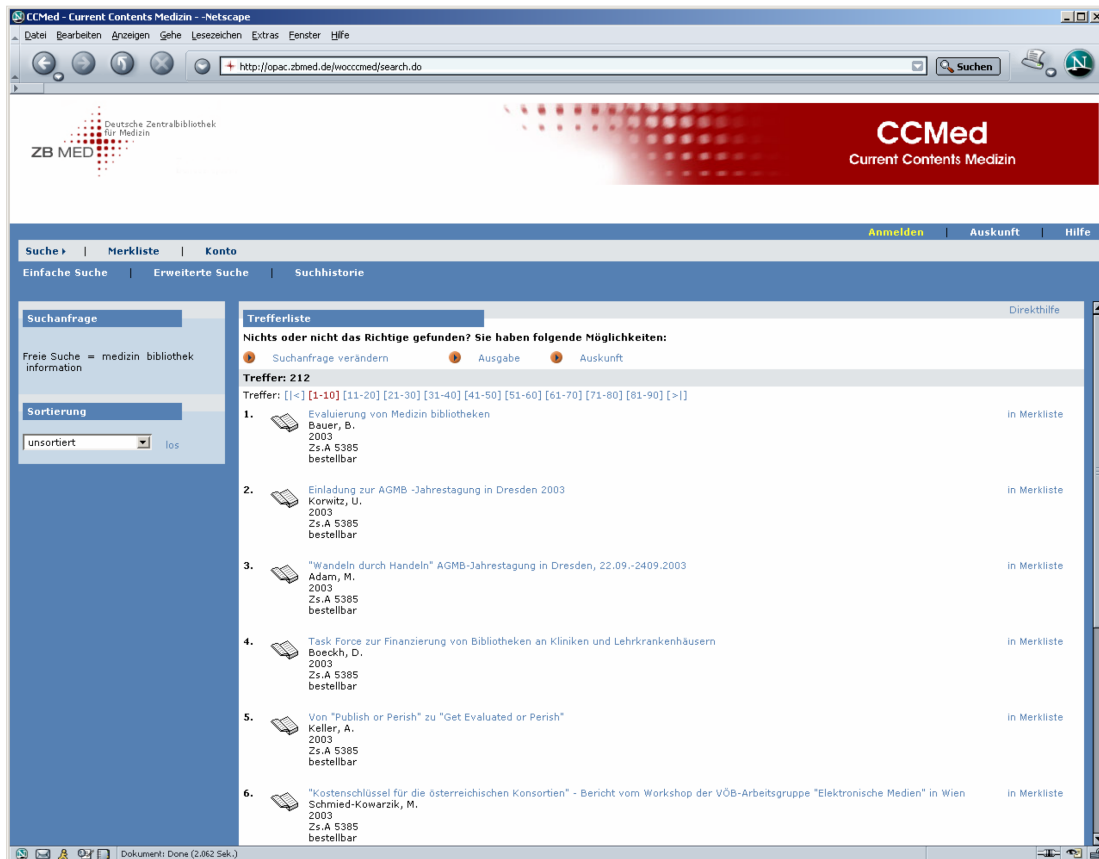 CCMed - Current Contents Medizin - -Netscape
Datei Bearbeiten Anzeigen Gehe Lesezeichen Extras Fenster Hilfe
http://opac.zbmed.de/wocccmed/search.do
Suchen
N
Deutsche Zentralbibliothek
für Medizin
ZB MED
CCMed
Current Contents Medizin
Anmelden | Auskunft | Hilfe
Suche | Merkliste | Konto
Einfache Suche | Erweiterte Suche | Suchhistorie
Suchanfrage
Freie Suche = medizin bibliothek
information
Sortierung
unsortiert los
Direkthilfe
Trefferliste
Nichts oder nicht das Richtige gefunden? Sie haben folgende Möglichkeiten:
Suchanfrage verändern Ausgabe Auskunft
Treffer: 212
Treffer: [|<] [1-10] [11-20] [21-30] [31-40] [41-50] [51-60] [61-70] [71-80] [81-90] [>|]
1. Evaluierung von Medizin bibliotheken in Merkliste
Bauer, B.
2003
Zs.A 5385
bestellbar
2. Einladung zur AGMB -Jahrestagung in Dresden 2003 in Merkliste
Korwitz, U.
2003
Zs.A 5385
bestellbar
3. "Wandeln durch Handeln" AGMB-Jahrestagung in Dresden, 22.09.-2409.2003 in Merkliste
Adam, M.
2003
Zs.A 5385
bestellbar
4. Task Force zur Finanzierung von Bibliotheken an Kliniken und Lehrkrankenhäusern in Merkliste
Boeckh, D.
2003
Zs.A 5385
bestellbar
5. Von "Publish or Perish" zu "Get Evaluated or Perish" in Merkliste
Keller, A.
2003
Zs.A 5385
bestellbar
6. "Kostenschlüssel für die österreichischen Konsortien" - Bericht vom Workshop der VÖB-Arbeitsgruppe "Elektronische Medien" in Wien in Merkliste
Schmied-Kowarzik, M.
2003
Zs.A 5385
bestellbar
Dokument: Done (2.062 Sek.)